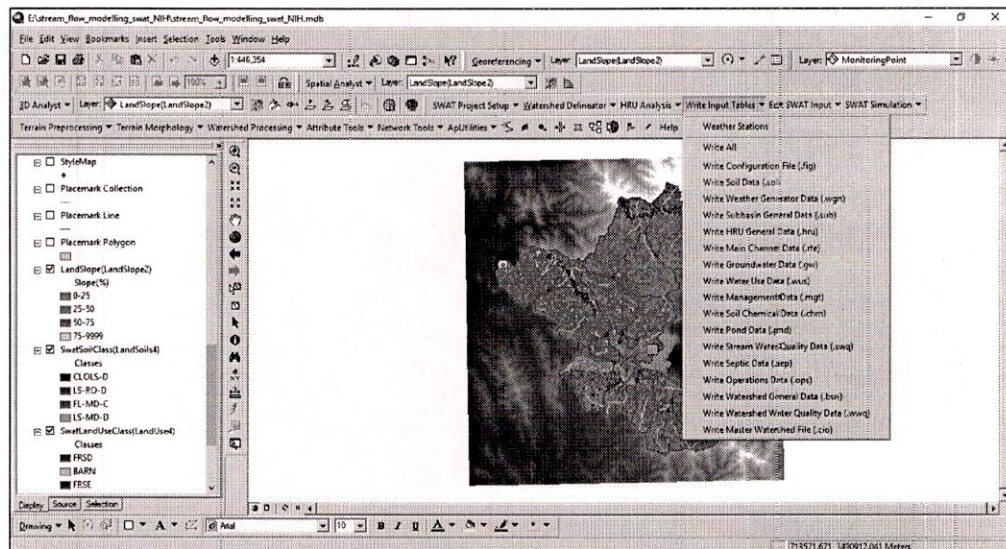 E:\stream_flow_modelling_swat_NIH\stream_flow_modelling_swat_NIH.mdb
File Edit View Bookmarks Insert Selection Tools Window Help
1:446,354 Georeferencing Layer: LandSlope(LandSlope2) Layer: MonitoringPoint
100% Spatial Analyst Layer: LandSlope(LandSlope2)
3D Analyst Layer: LandSlope(LandSlope2) SWAT Project Setup Watershed Delineator HRU Analysis Write Input Tables Edit SWAT Input SWAT Simulation
Terrain Preprocessing Terrain Morphology Watershed Processing Attribute Tools Network Tools ApUtilities Help
Weather Stations
Write All
Write Configuration File (.fig)
Write Soil Data (.sol)
Write Weather Generator Data (.wgn)
Write Subbasin General Data (.sub)
Write HRU General Data (.hru)
Write Main Channel Data (.rte)
Write Groundwater Data (.gw)
Write Water Use Data (.wus)
Write Management Data (.mgt)
Write Soil Chemical Data (.chm)
Write Pond Data (.pnd)
Write Stream Water Quality Data (.swq)
Write Septic Data (.sep)
Write Operations Data (.ops)
Write Watershed General Data (.bsn)
Write Watershed Water Quality Data (.wwq)
Write Master Watershed File (.cio)
StyleMap
Placemark Collection
Placemark Line
Placemark Polygon
LandSlope(LandSlope2)
Slope(%)
0-25
25-50
50-75
75-9999
SwatSoilClass(LandSoils4)
Classes
CLOLS-D
LS-RO-D
FL-MD-C
LS-MD-D
SwatLandUseClass(LandUse4)
Classes
FRSD
BARN
FRSE
Display Source Selection
Drawing A Arial 10 B I U A
713571.671 3490912.041 Meters